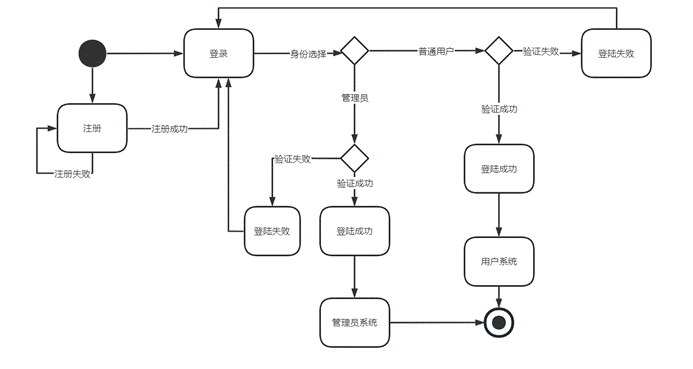 登录
身份选择
普通用户
验证失败
登陆失败
管理员
注册
注册成功
验证成功
注册失败
验证失败
验证成功
登陆成功
登陆失败
登陆成功
用户系统
管理员系统